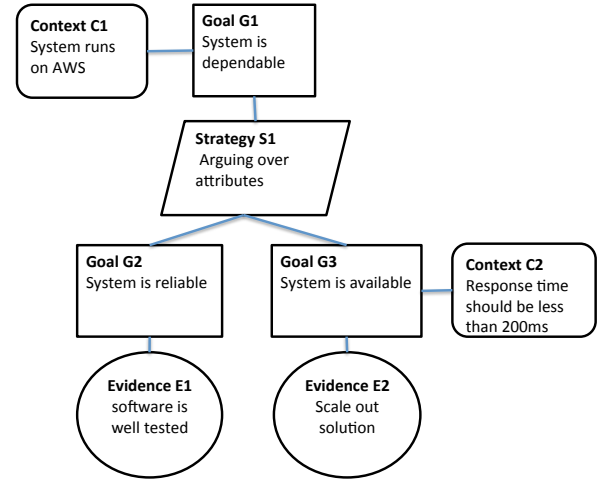 Context C1
System runs
on AWS
Goal G1
System is
dependable
Strategy S1
Arguing over
attributes
Goal G2
System is reliable
Goal G3
System is available
Context C2
Response time
should be less
than 200ms
Evidence E1
software is
well tested
Evidence E2
Scale out
solution